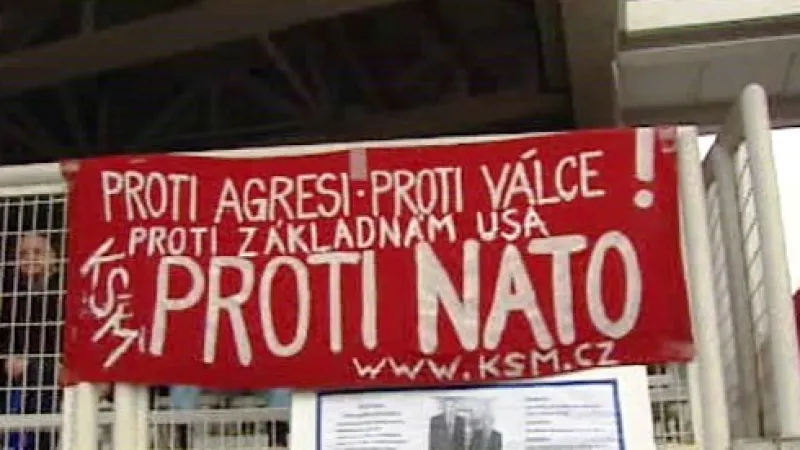 PROTI AGRESI · PROTI VÁLCE !
PROTI ZÁKLADNÁM USA
PROTI NATO
KSM
WWW.KSM.CZ